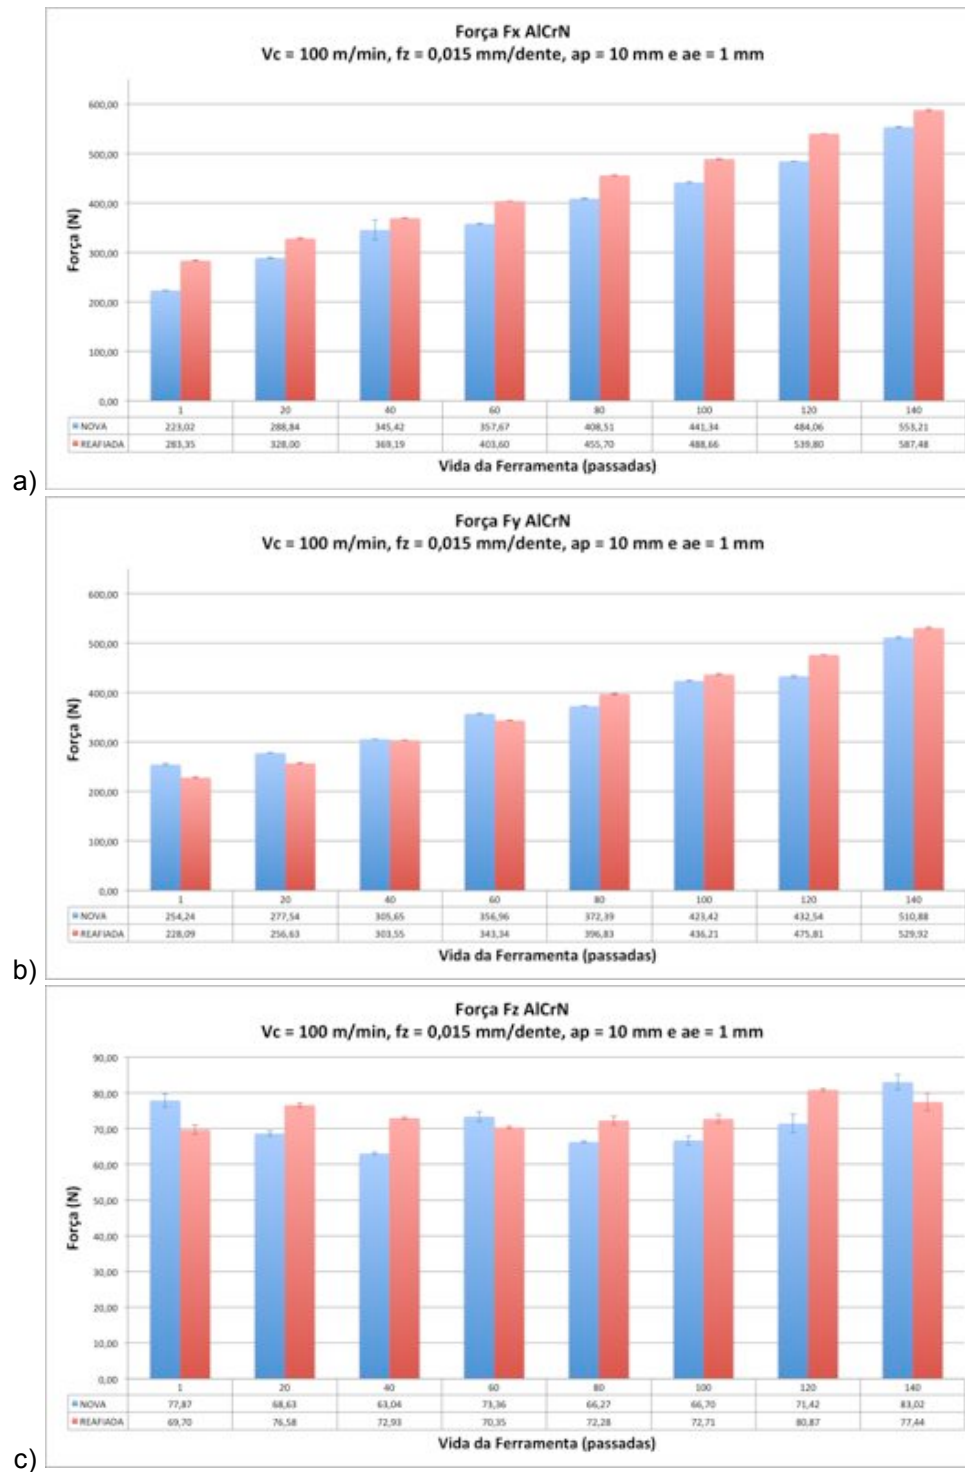 Força Fx AlCrN
Vc = 100 m/min, fz = 0,015 mm/dente, ap = 10 mm e ae = 1 mm
Força (N)
600,00
500,00
400,00
300,00
200,00
100,00
0,00
1 20 40 60 80 100 120 140
NOVA 223,02 288,84 345,42 357,67 408,51 441,34 484,06 553,21
REAFIADA 283,35 328,00 369,19 403,60 455,70 488,66 539,80 587,48
Vida da Ferramenta (passadas)
a)
Força Fy AlCrN
Vc = 100 m/min, fz = 0,015 mm/dente, ap = 10 mm e ae = 1 mm
Força (N)
600,00
500,00
400,00
300,00
200,00
100,00
0,00
1 20 40 60 80 100 120 140
NOVA 254,24 277,54 305,65 356,96 372,39 423,42 432,54 510,88
REAFIADA 228,09 256,63 303,55 343,34 396,83 436,21 475,81 529,92
Vida da Ferramenta (passadas)
b)
Força Fz AlCrN
Vc = 100 m/min, fz = 0,015 mm/dente, ap = 10 mm e ae = 1 mm
Força (N)
90,00
80,00
70,00
60,00
50,00
40,00
30,00
20,00
10,00
0,00
1 20 40 60 80 100 120 140
NOVA 77,87 68,63 63,04 73,36 66,27 66,70 71,42 83,02
REAFIADA 69,70 76,58 72,93 70,35 72,28 72,71 80,87 77,44
Vida da Ferramenta (passadas)
c)